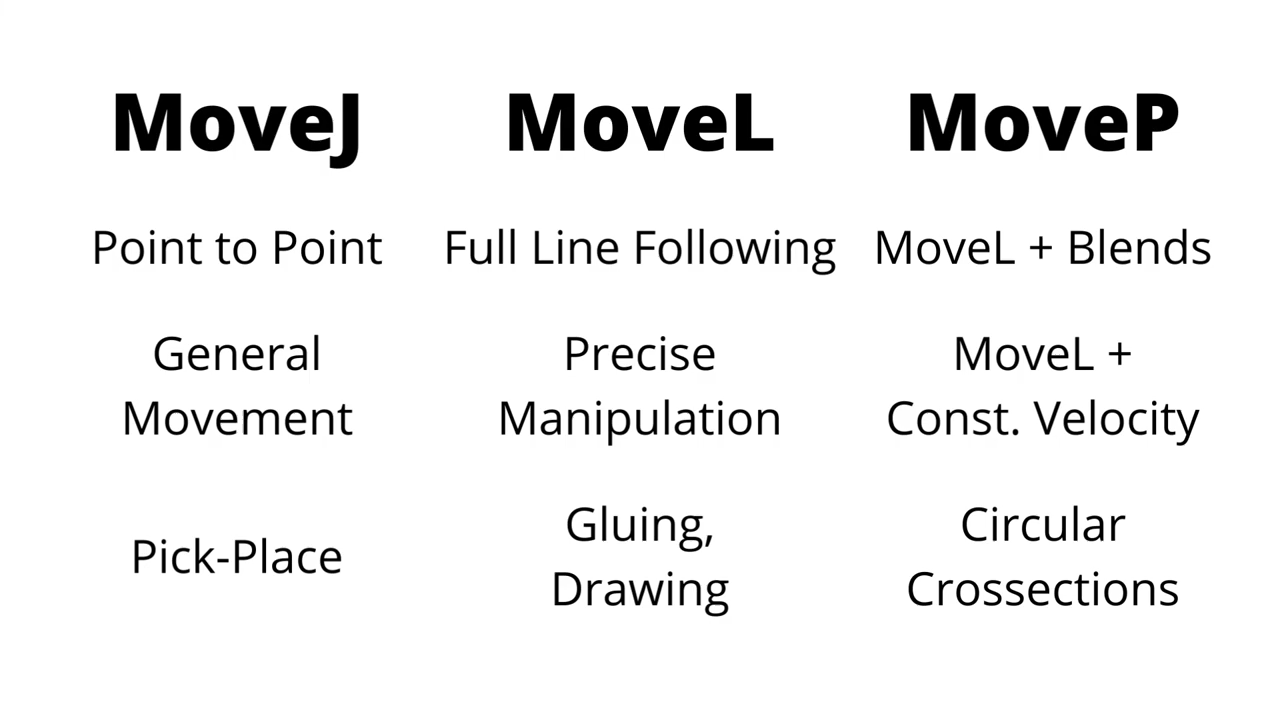 MoveJ MoveL MoveP
Point to Point Full Line Following MoveL + Blends
General Precise MoveL +
Movement Manipulation Const. Velocity
Pick-Place Gluing, Circular
Drawing Crossections